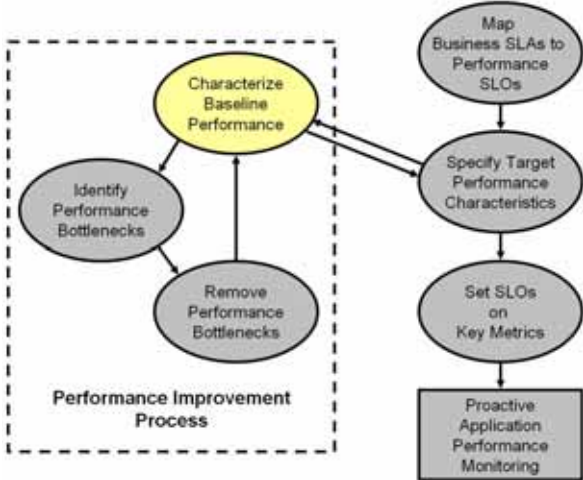 Map
Business SLAs to
Performance
SLOs
Characterize
Baseline
Performance
Specify Target
Performance
Characteristics
Identify
Performance
Bottlenecks
Remove
Performance
Bottlenecks
Set SLOs
on
Key Metrics
Performance Improvement
Process
Proactive
Application
Performance
Monitoring